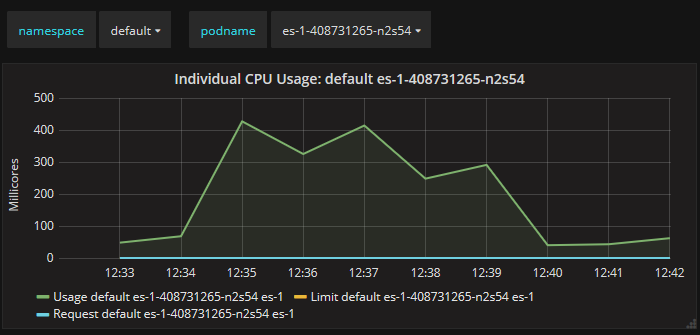 namespace default podname es-1-408731265-n2s54
Individual CPU Usage: default es-1-408731265-n2s54
500
400
300
200
100
0
Millicores
12:33 12:34 12:35 12:36 12:37 12:38 12:39 12:40 12:41 12:42
Usage default es-1-408731265-n2s54 es-1 Limit default es-1-408731265-n2s54 es-1
Request default es-1-408731265-n2s54 es-1